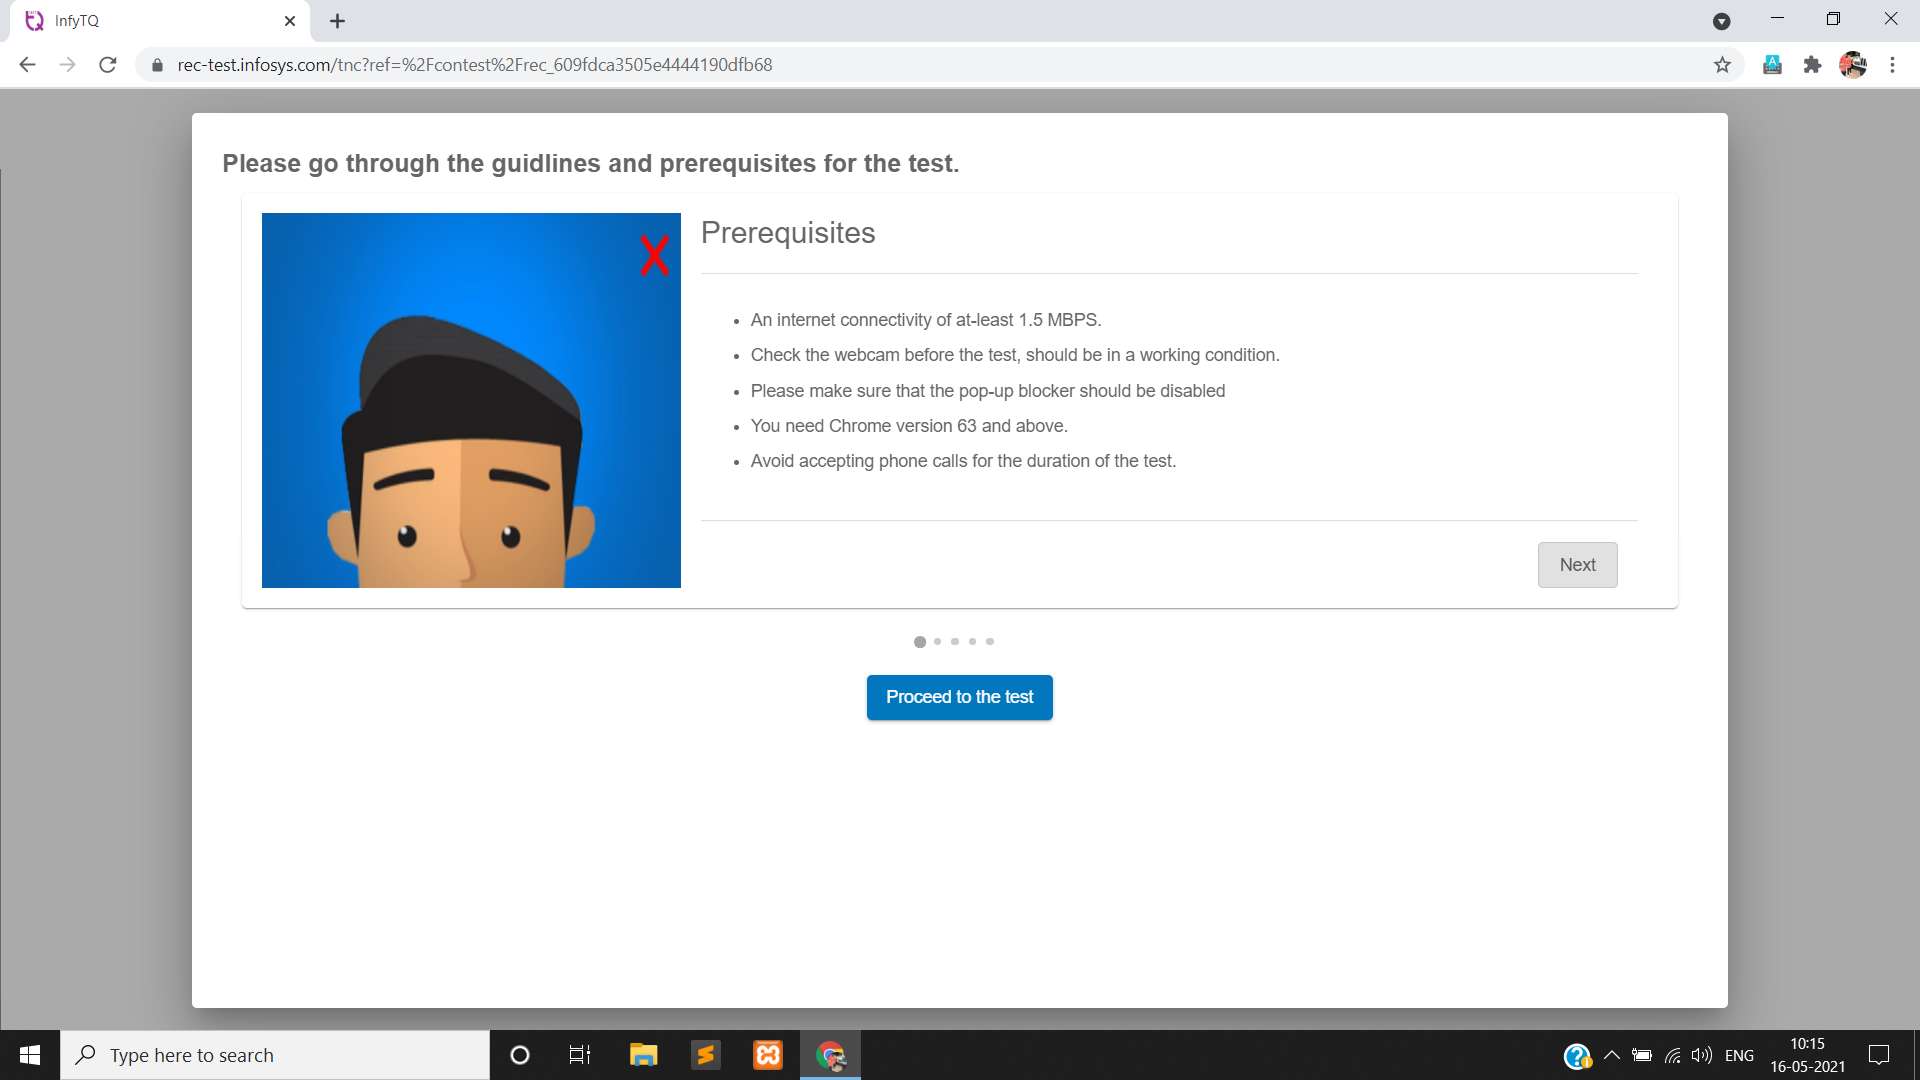 InfyTQ
rec-test.infosys.com/tnc?ref=%2Fcontest%2Frec_609fdca3505e4444190dfb68
Please go through the guidlines and prerequisites for the test.
X
Prerequisites
• An internet connectivity of at-least 1.5 MBPS.
• Check the webcam before the test, should be in a working condition.
• Please make sure that the pop-up blocker should be disabled
• You need Chrome version 63 and above.
• Avoid accepting phone calls for the duration of the test.
Next
Proceed to the test
Type here to search
ENG
10:15
16-05-2021